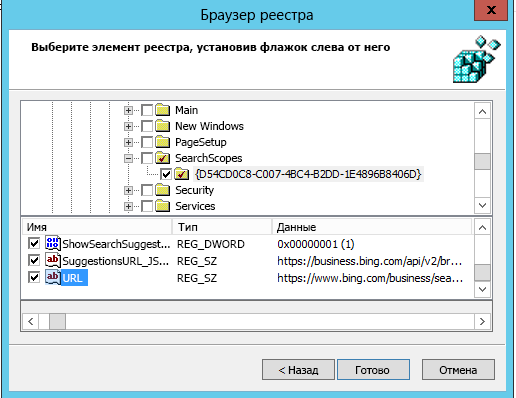 Браузер реестра
x
Выберите элемент реестра, установив флажок слева от него
Main
New Windows
PageSetup
SearchScopes
{D54CD0C8-C007-4BC4-B2DD-1E4896B8406D}
Security
Services
Имя Тип Данные
ShowSearchSuggest... REG_DWORD 0x00000001 (1)
SuggestionsURL_JS... REG_SZ https://business.bing.com/api/v2/br...
URL REG_SZ https://www.bing.com/business/sea...
< Назад Готово Отмена